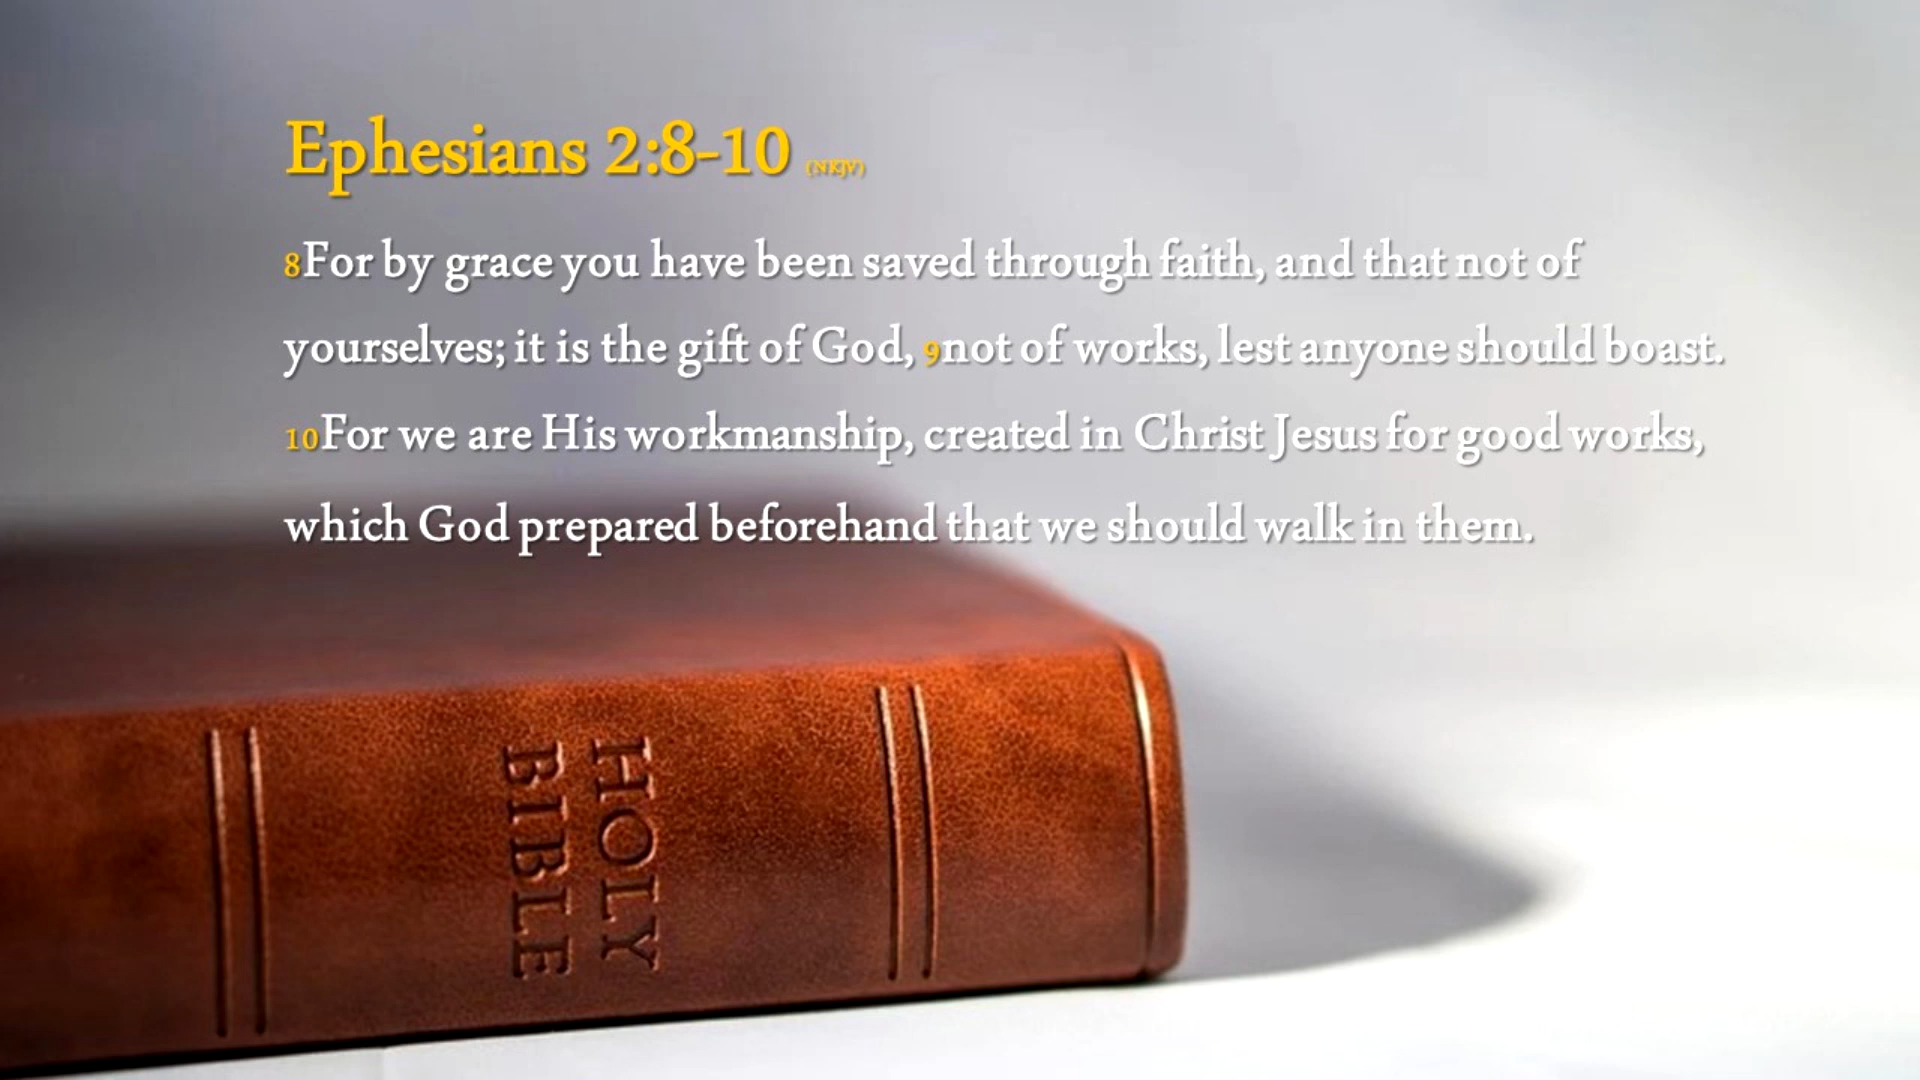 Ephesians 2:8-10 (NKJV)
8For by grace you have been saved through faith, and that not of
yourselves; it is the gift of God, 9not of works, lest anyone should boast.
10For we are His workmanship, created in Christ Jesus for good works,
which God prepared beforehand that we should walk in them.
HOLY
BIBLE